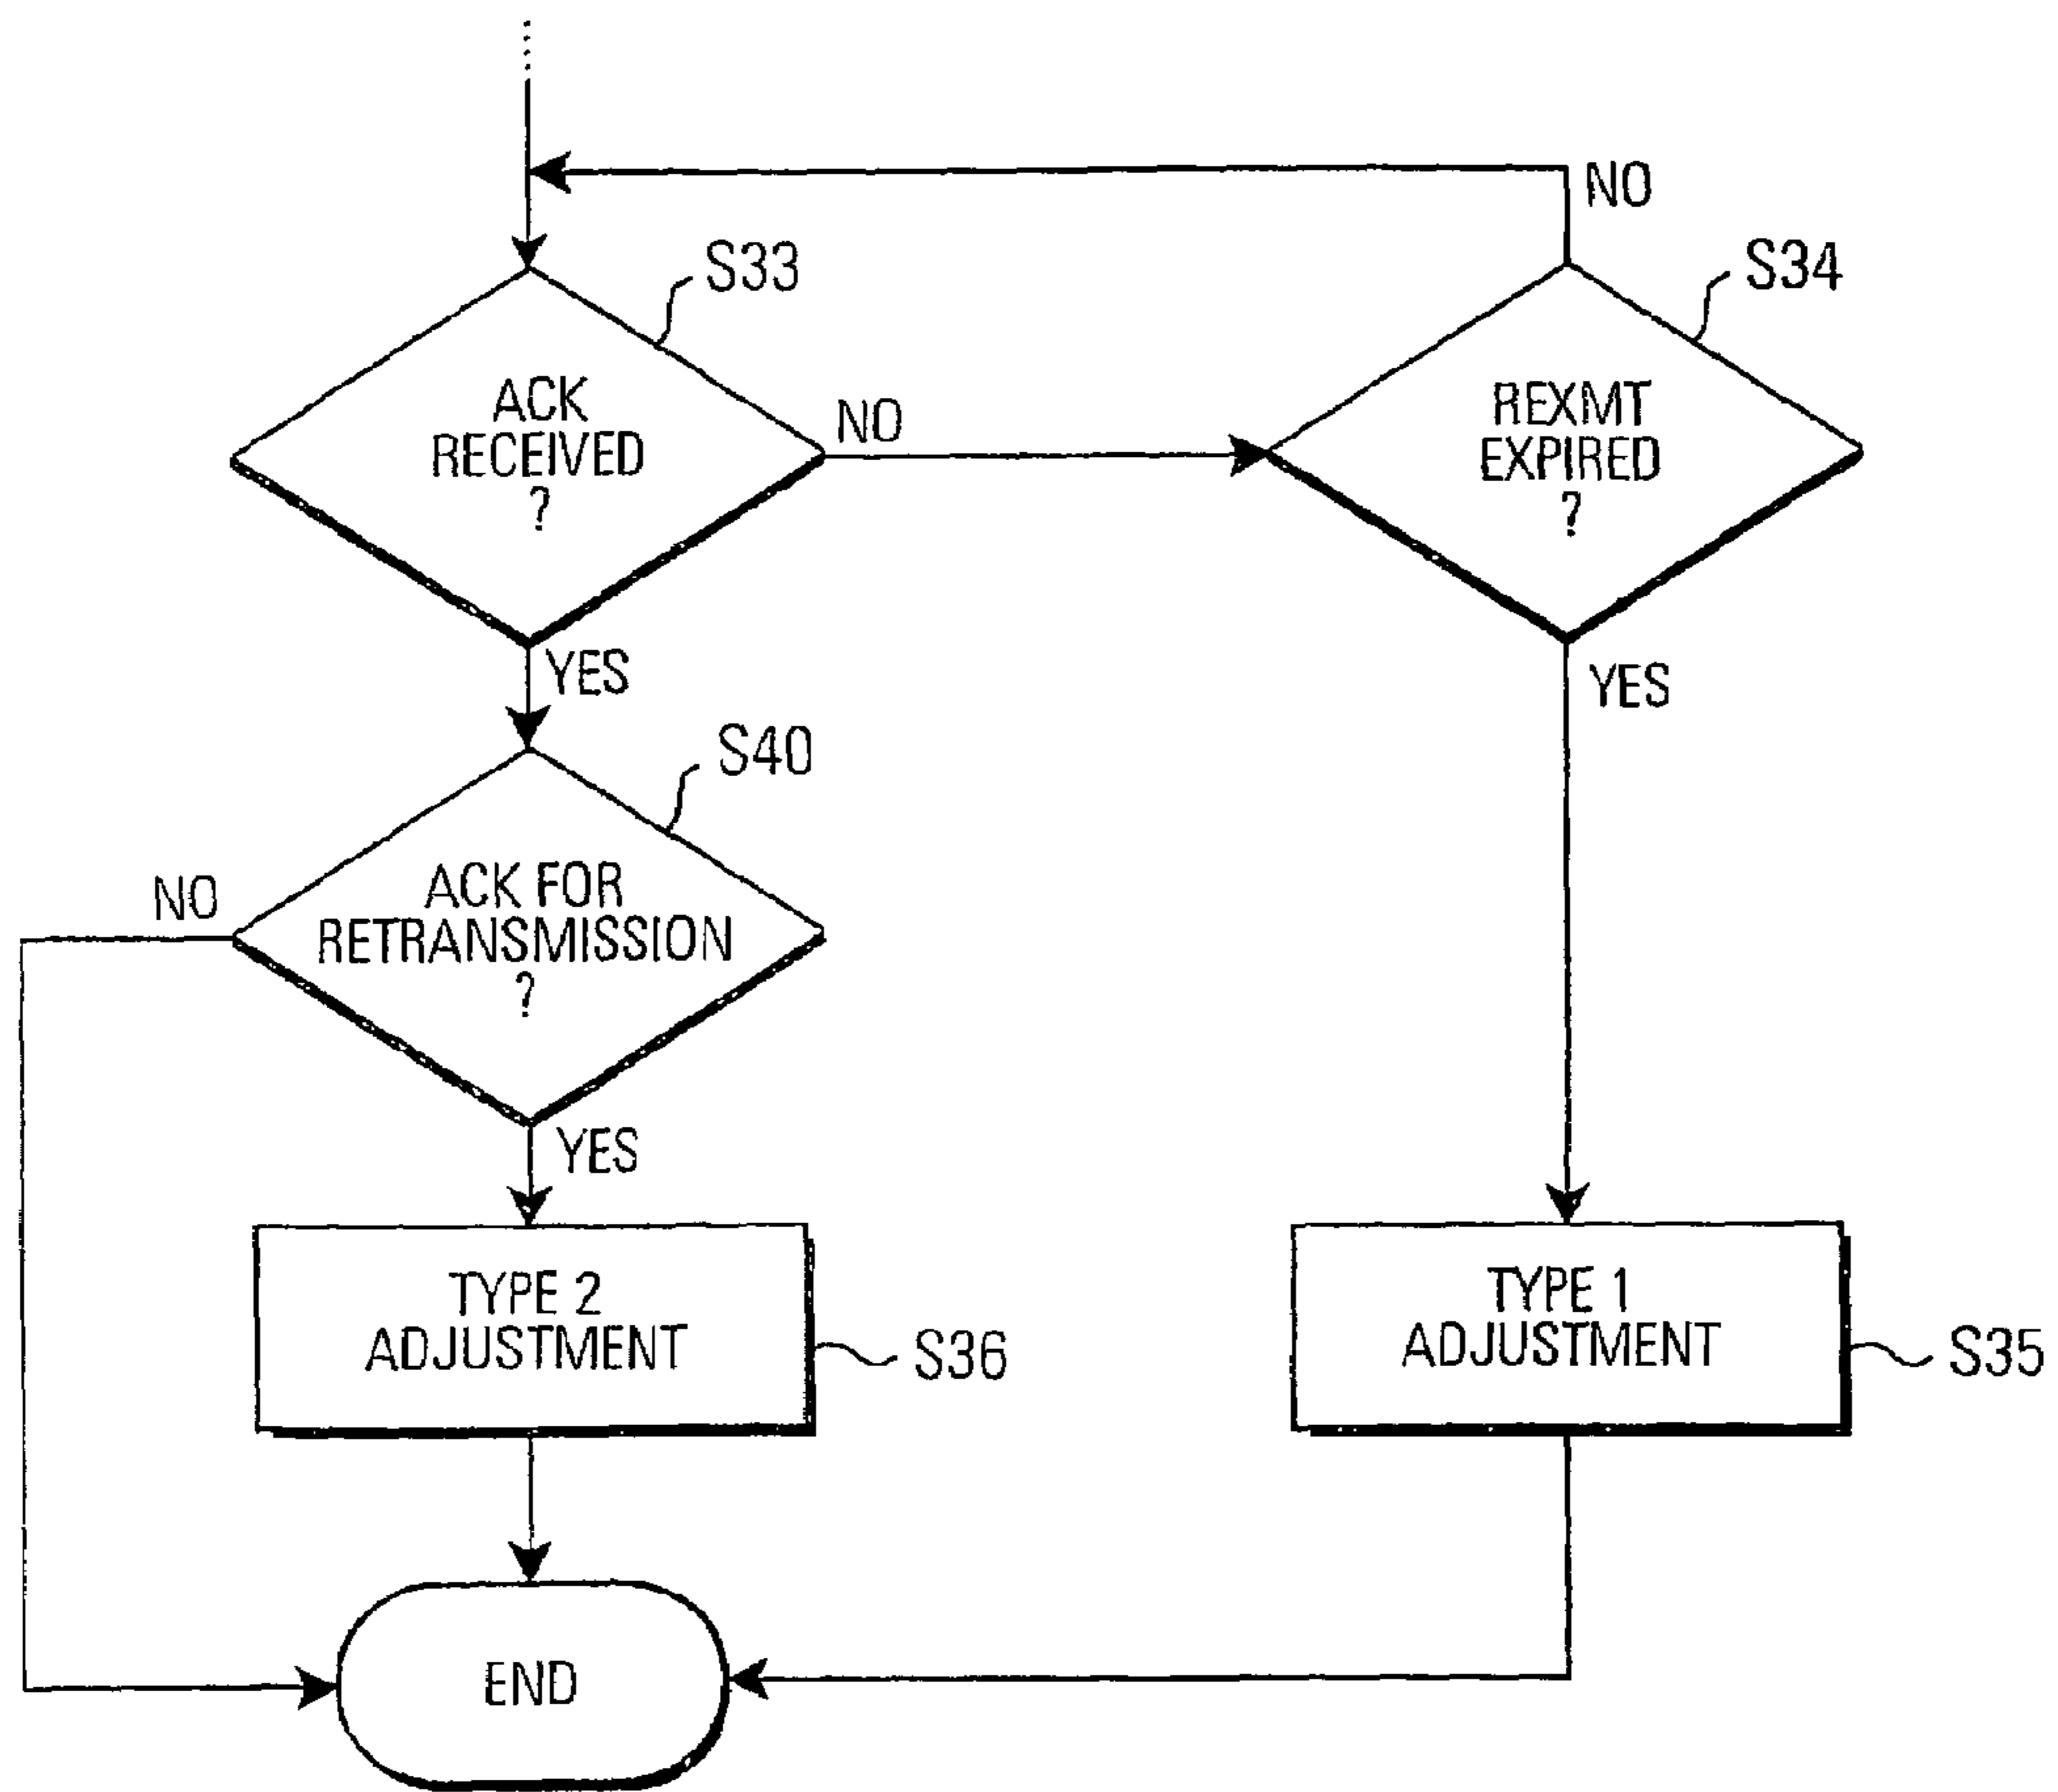 NO
S33
S34
ACK
RECEIVED
?
NO
REXMT
EXPIRED
?
YES
YES
S40
NO
ACK FOR
RETRANSMISSION
?
YES
TYPE 2
ADJUSTMENT
S36
TYPE 1
ADJUSTMENT
S35
END